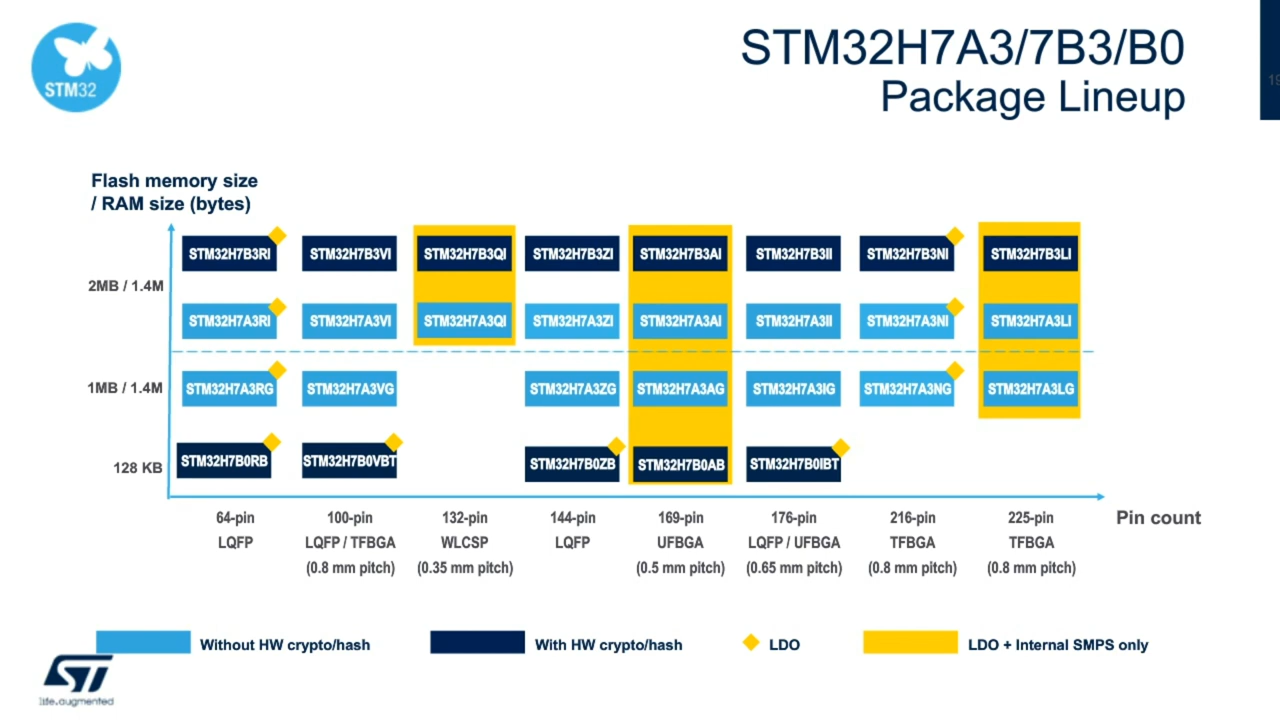 STM32
STM32H7A3/7B3/B0
Package Lineup
19
Flash memory size
/ RAM size (bytes)
STM32H7B3RI STM32H7B3VI STM32H7B3QI STM32H7B3ZI STM32H7B3AI STM32H7B3II STM32H7B3NI STM32H7B3LI
2MB / 1.4M
STM32H7A3RI STM32H7A3VI STM32H7A3QI STM32H7A3ZI STM32H7A3AI STM32H7A3II STM32H7A3NI STM32H7A3LI
1MB / 1.4M STM32H7A3RG STM32H7A3VG STM32H7A3ZG STM32H7A3AG STM32H7A3IG STM32H7A3NG STM32H7A3LG
128 KB STM32H7B0RB STM32H7B0VBT STM32H7B0ZB STM32H7B0AB STM32H7B0IBT
64-pin 100-pin 132-pin 144-pin 169-pin 176-pin 216-pin 225-pin Pin count
LQFP LQFP / TFBGA WLCSP LQFP UFBGA LQFP / UFBGA TFBGA TFBGA
(0.8 mm pitch) (0.35 mm pitch) (0.5 mm pitch) (0.65 mm pitch) (0.8 mm pitch) (0.8 mm pitch)
Without HW crypto/hash With HW crypto/hash LDO LDO + Internal SMPS only
ST
life.augmented